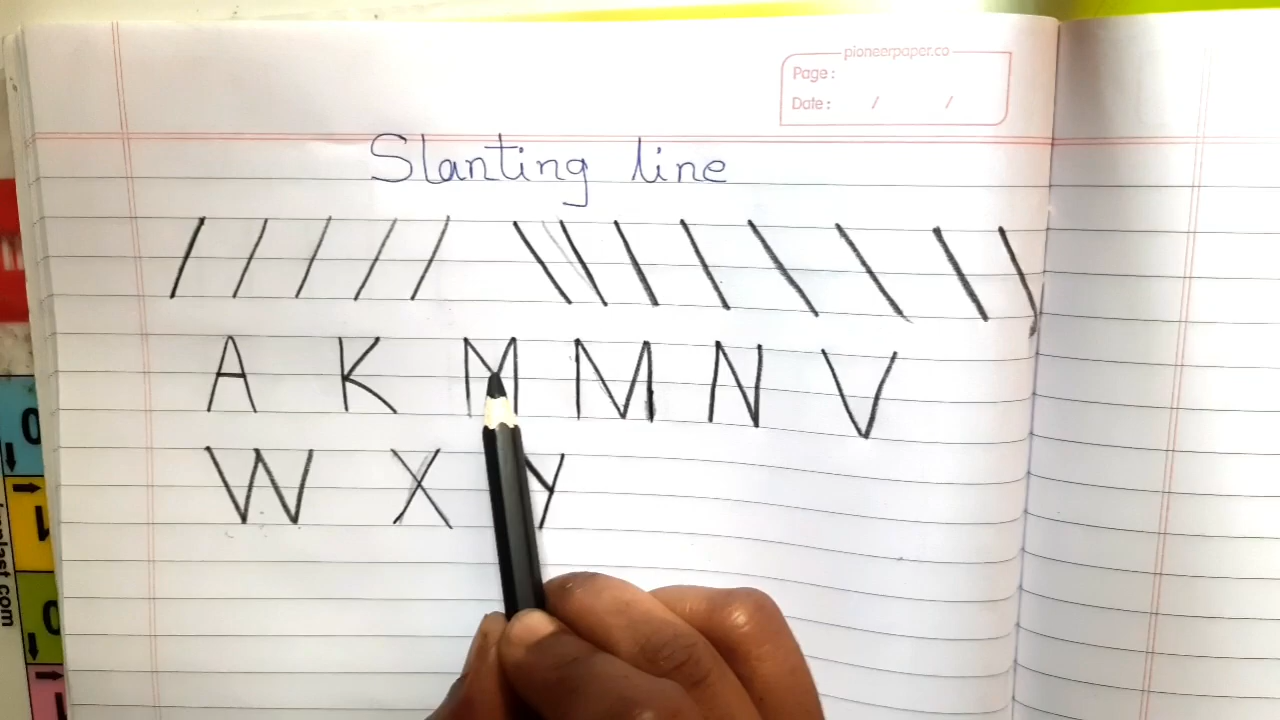 pioneerpaper.co
Page :
Date : / /
Slanting line
A K M M N V
W X Y